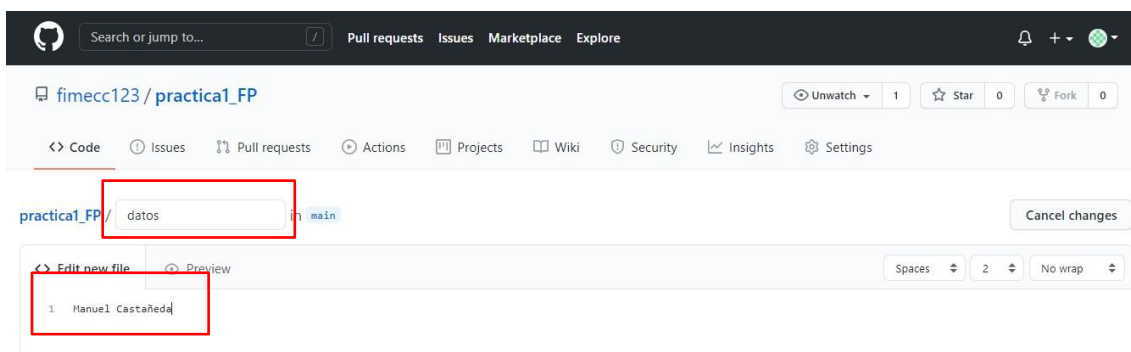 Search or jump to... / Pull requests Issues Marketplace Explore
fimecc123 / practica1_FP Unwatch 1 Star 0 Fork 0
<> Code Issues Pull requests Actions Projects Wiki Security Insights Settings
practica1_FP / datos in main Cancel changes
<> Edit new file Preview Spaces 2 No wrap
1 Manuel Castañeda